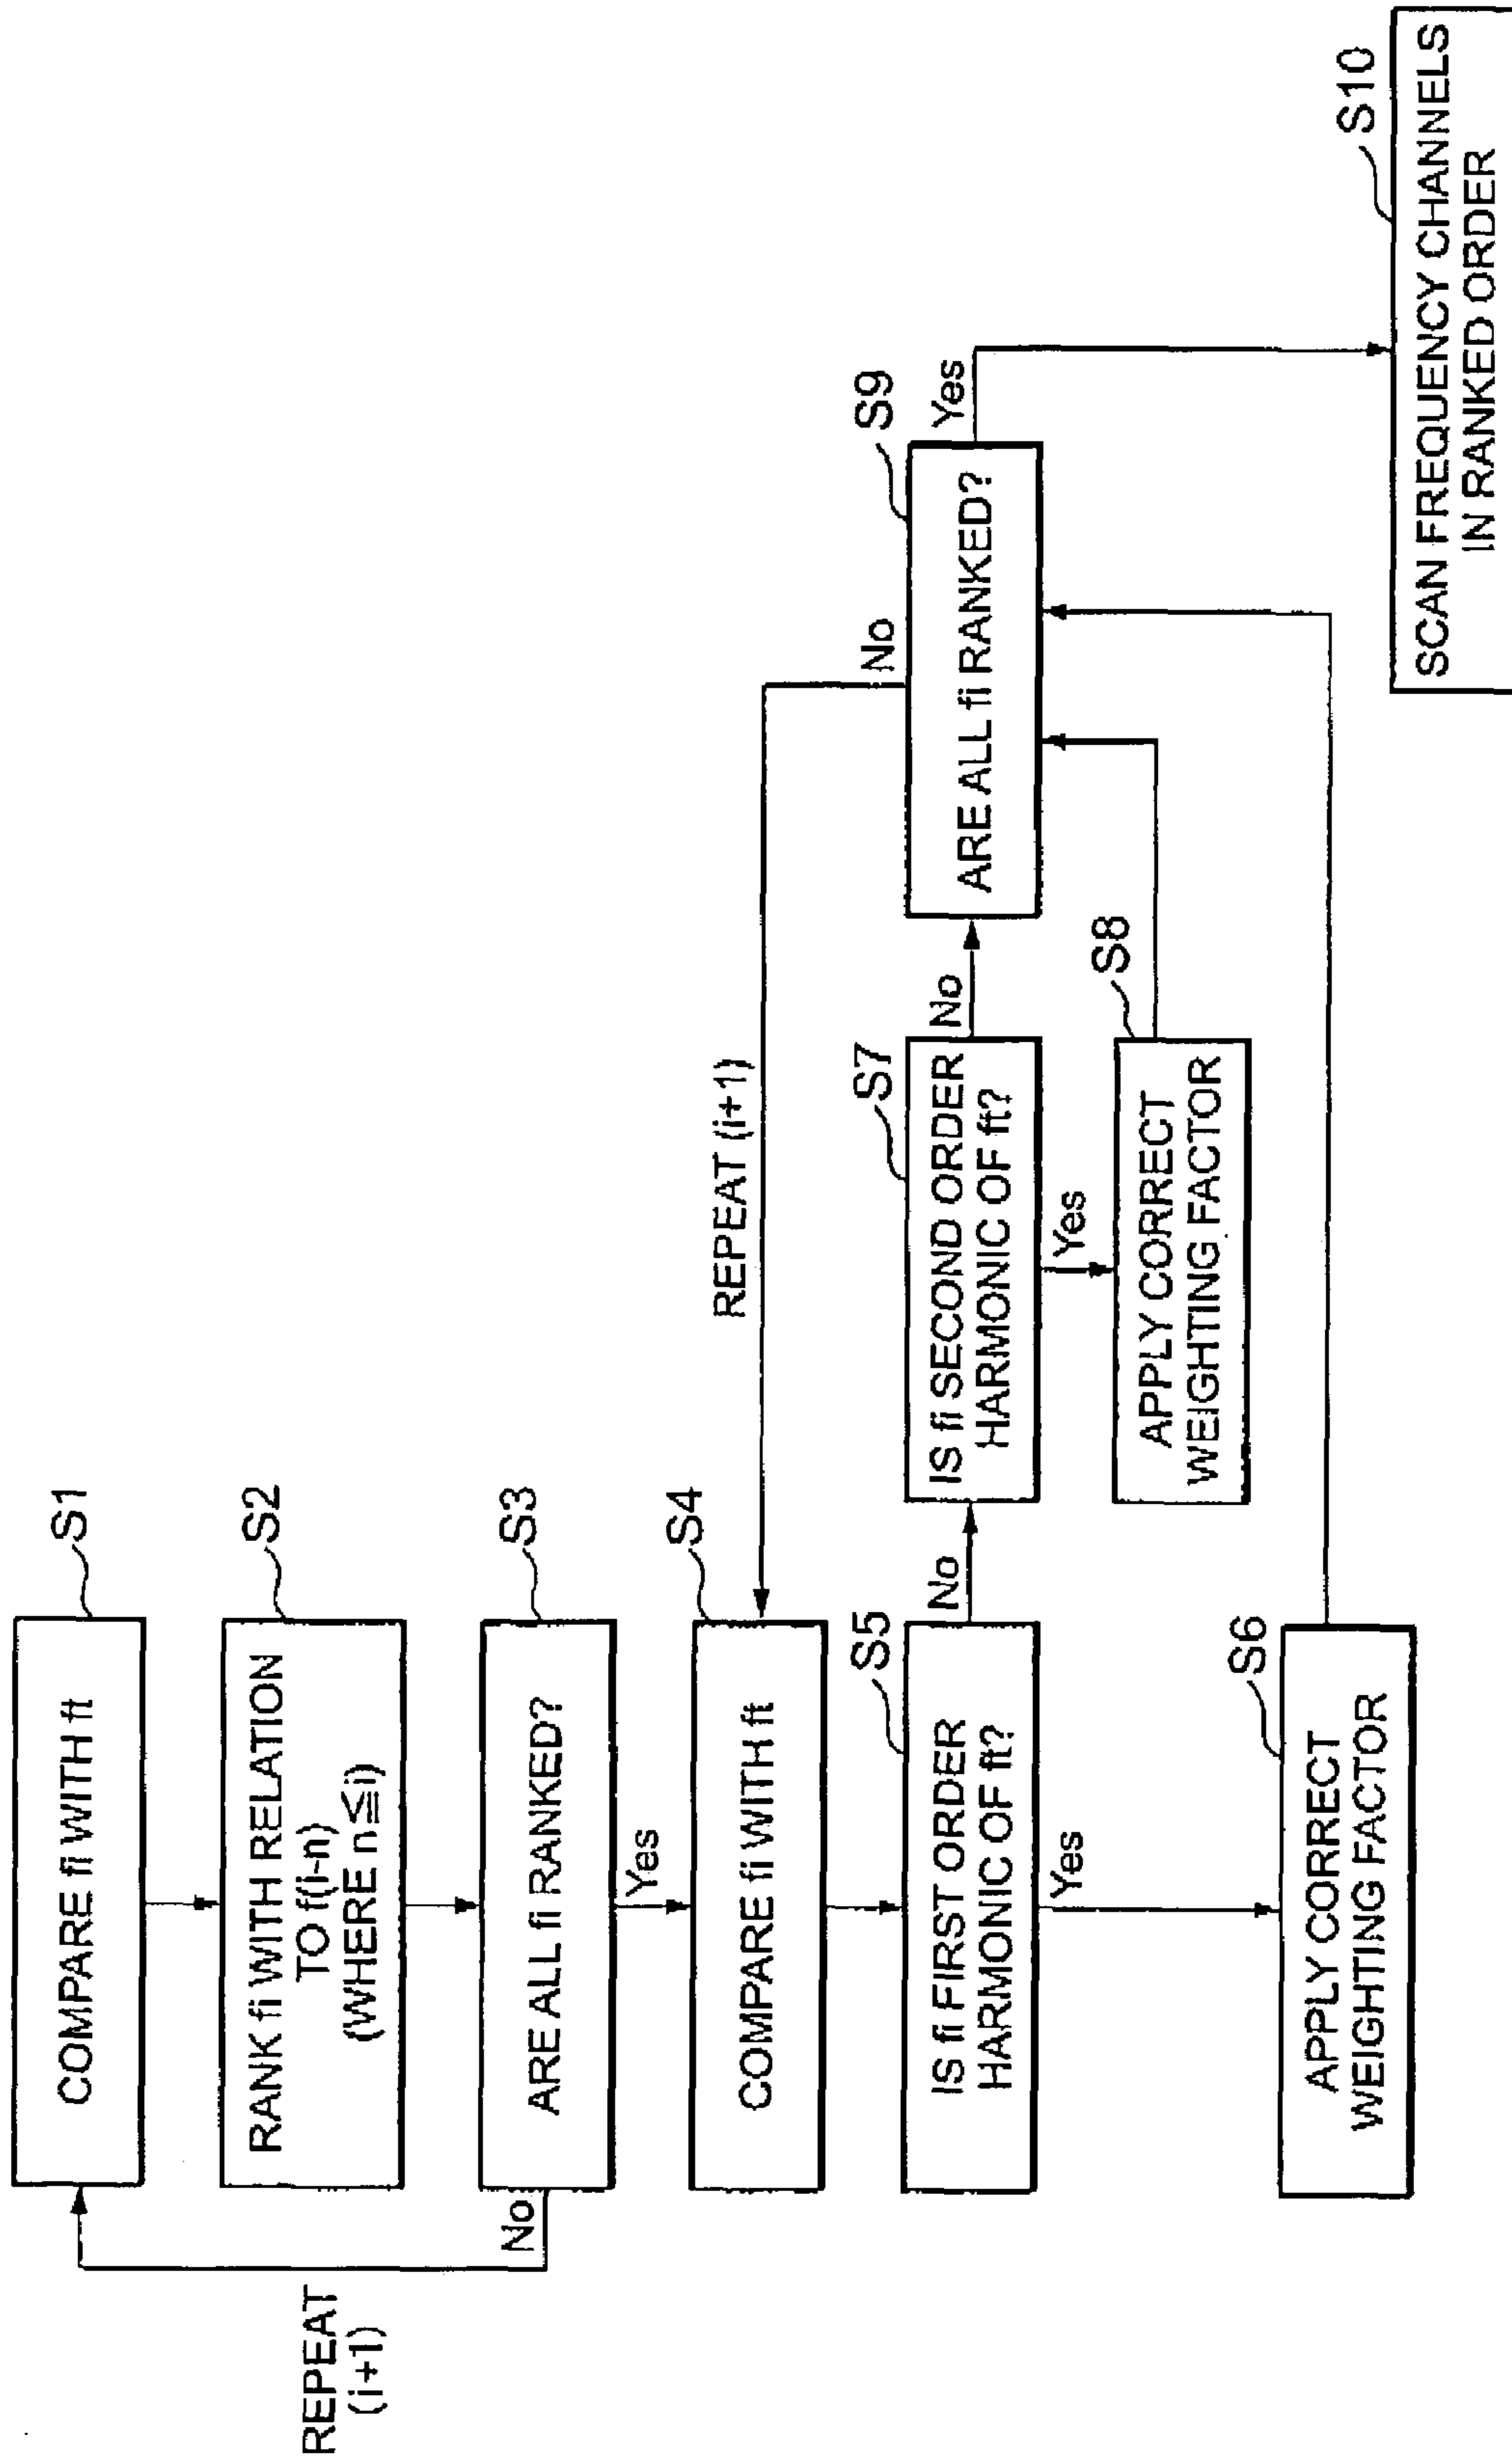 S1
COMPARE fi WITH ft
S2
RANK fi WITH RELATION
TO f(i-n)
(WHERE n≦i)
S3
ARE ALL fi RANKED?
No
REPEAT
(i+1)
Yes
S4
COMPARE fi WITH ft
REPEAT (i+1)
S5
IS fi FIRST ORDER
HARMONIC OF ft?
No
Yes
S6
APPLY CORRECT
WEIGHTING FACTOR
S7
IS fi SECOND ORDER
HARMONIC OF ft?
No
Yes
S8
APPLY CORRECT
WEIGHTING FACTOR
S9
ARE ALL fi RANKED?
No
Yes
S10
SCAN FREQUENCY CHANNELS
IN RANKED ORDER